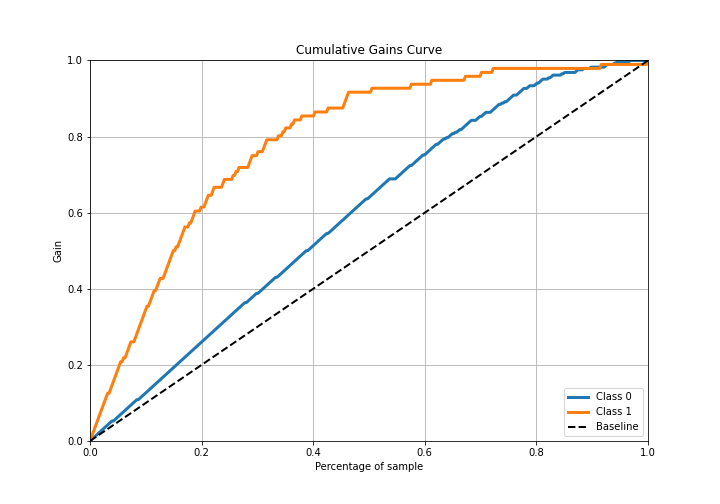 Cumulative Gains Curve
1.0
0.8
0.6
0.4
0.2
0.0
Gain
0.0 0.2 0.4 0.6 0.8 1.0
Percentage of sample
Class 0
Class 1
Baseline